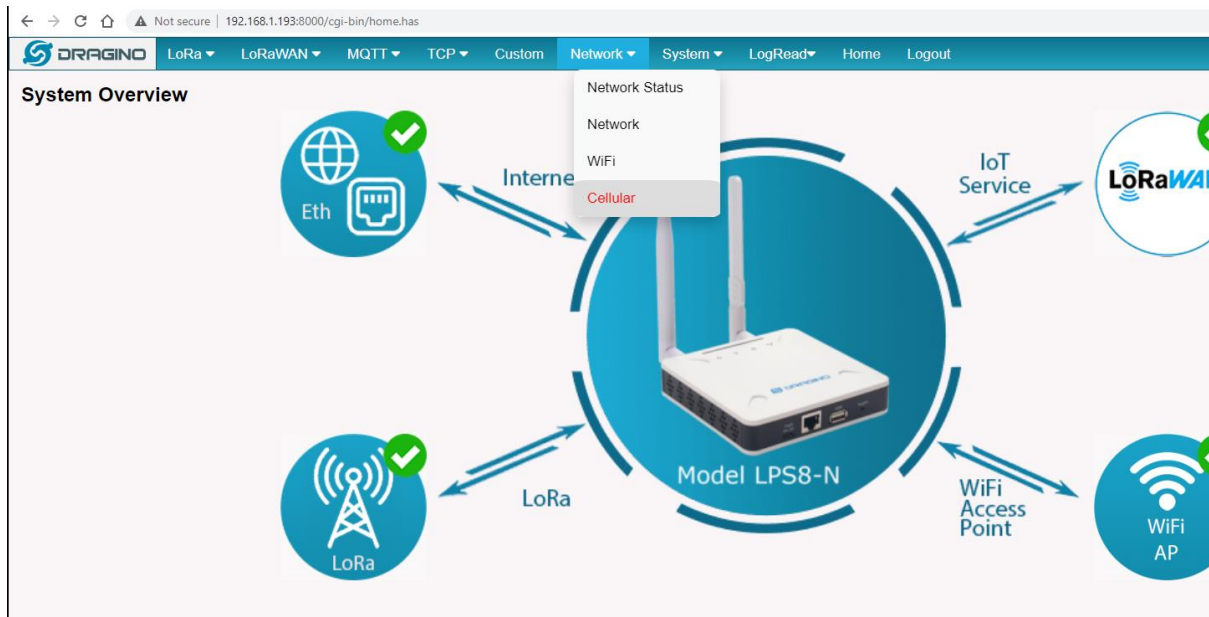 Not secure | 192.168.1.193:8000/cgi-bin/home.has
DRAGINO LoRa LoRaWAN MQTT TCP Custom Network System LogRead Home Logout
System Overview
Network Status
Network
WiFi
Cellular
Eth
Interne
IoT
Service
LoRaWA
DRAGINO
Model LPS8-N
LoRa
LoRa
WiFi
Access
Point
WiFi
AP